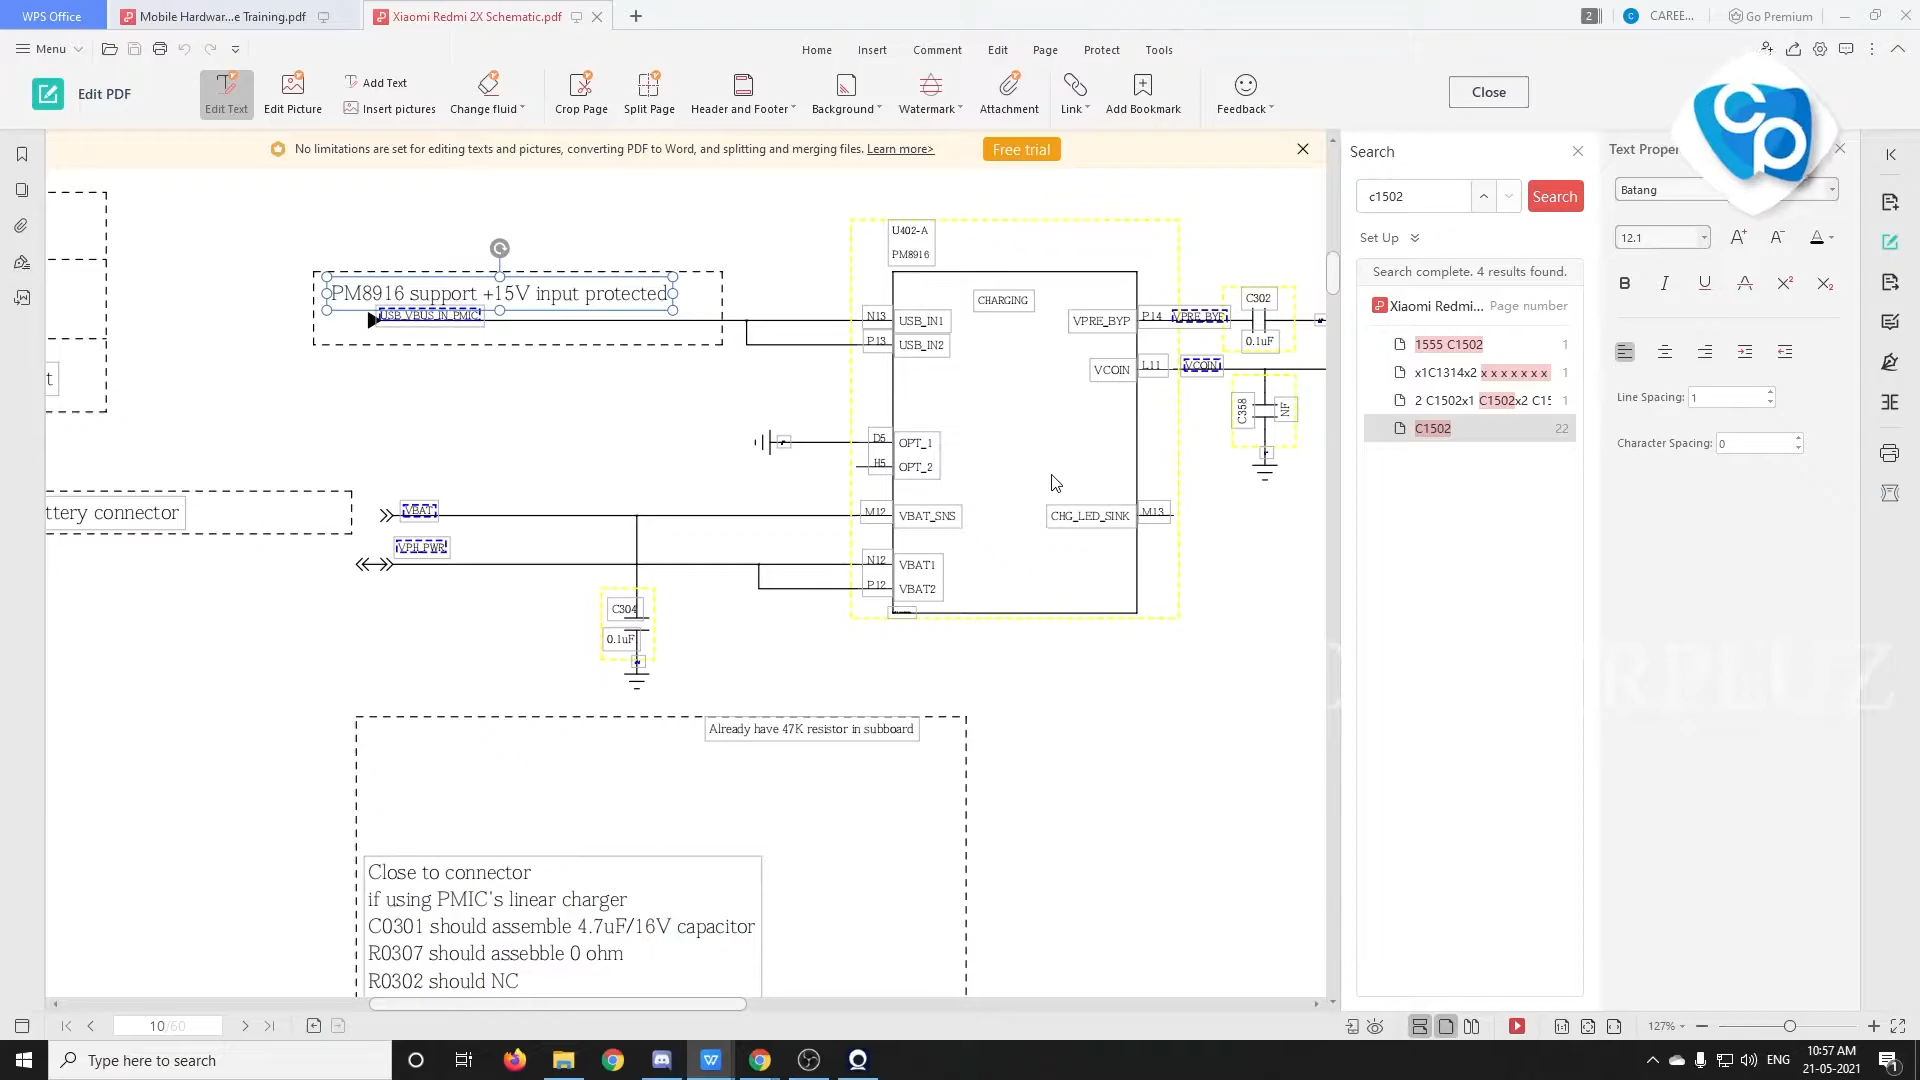 WPS Office
Mobile Hardwar...e Training.pdf
Xiaomi Redmi 2X Schematic.pdf
2
C
CAREE...
Go Premium
Menu
Home
Insert
Comment
Edit
Page
Protect
Tools
Edit PDF
Edit Text
Edit Picture
Add Text
Insert pictures
Change fluid
Crop Page
Split Page
Header and Footer
Background
Watermark
Attachment
Link
Add Bookmark
Feedback
Close
cp
No limitations are set for editing texts and pictures, converting PDF to Word, and splitting and merging files. Learn more>
Free trial
PM8916 support +15V input protected
USB_VBUS_IN_PMIC
U402-A
PM8916
CHARGING
N13
USB_IN1
P13
USB_IN2
VPRE_BYP
P14
VPRE_BYP
C302
0.1uF
VCOIN
L11
VCOIN
C358
NF
D5
OPT_1
H5
OPT_2
t
ttery connector
VBAT
M12
VBAT_SNS
CHG_LED_SINK
M13
VPH_PWR
N12
VBAT1
P12
VBAT2
C304
0.1uF
Already have 47K resistor in subboard
Close to connector
if using PMIC's linear charger
C0301 should assemble 4.7uF/16V capacitor
R0307 should assebble 0 ohm
R0302 should NC
Search
c1502
Search
Set Up
Search complete. 4 results found.
Xiaomi Redmi... Page number
1555 C1502 1
x1C1314x2 x x x x x x x 1
2 C1502x1 C1502x2 C15 1
C1502 22
Text Proper
Batang
12.1
Line Spacing: 1
Character Spacing: 0
10/60
127%
Type here to search
ENG
10:57 AM
21-05-2021
1